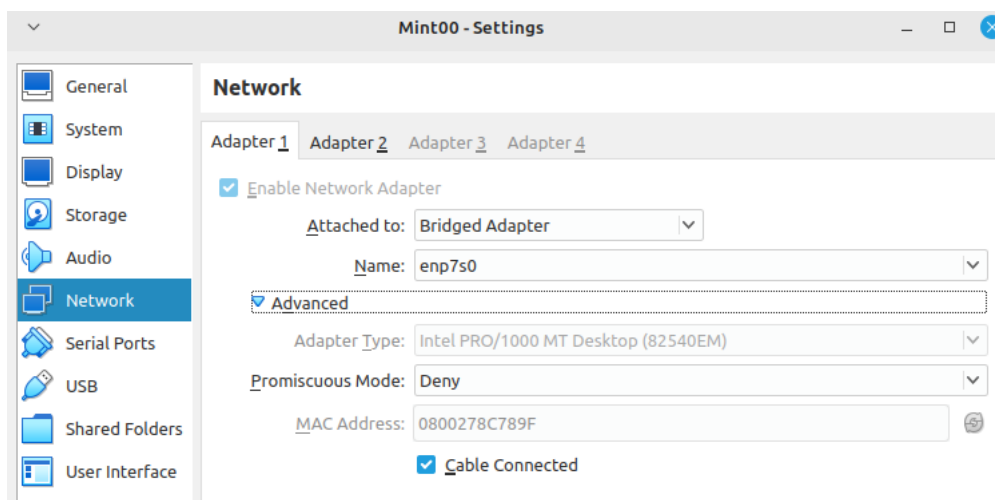 Mint00 - Settings
General
System
Display
Storage
Audio
Network
Serial Ports
USB
Shared Folders
User Interface
Network
Adapter 1 Adapter 2 Adapter 3 Adapter 4
Enable Network Adapter
Attached to: Bridged Adapter
Name: enp7s0
Advanced
Adapter Type: Intel PRO/1000 MT Desktop (82540EM)
Promiscuous Mode: Deny
MAC Address: 0800278C789F
Cable Connected